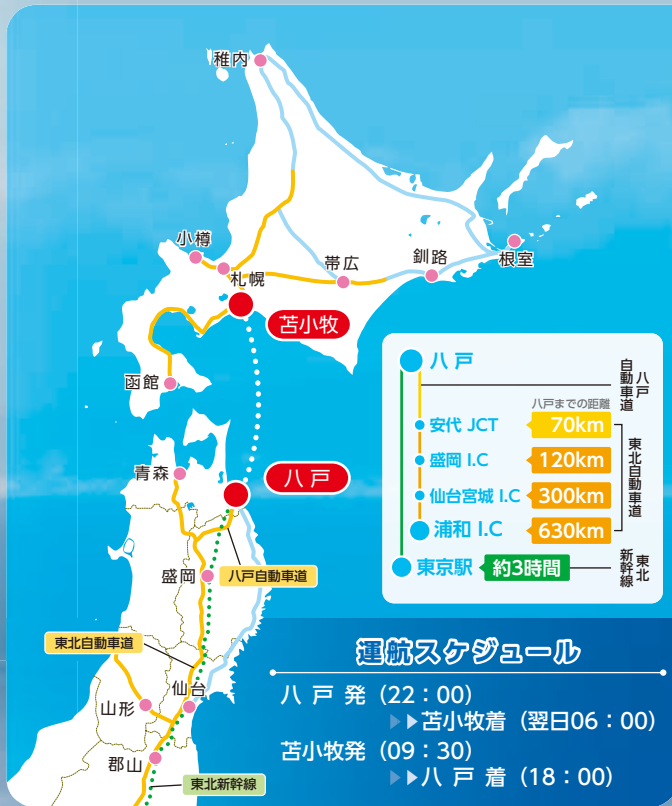 稚内
小樽
札幌
帯広
釧路
根室
苫小牧
函館
青森
八戸
盛岡
八戸自動車道
東北自動車道
仙台
山形
郡山
東北新幹線
八戸
八戸自動車道
八戸までの距離
安代 JCT
70km
盛岡 I.C
120km
仙台宮城 I.C
300km
浦和 I.C
630km
東北自動車道
東京駅
約3時間
東北新幹線
運航スケジュール
八 戸 発（22：00）
▶▶苫小牧着（翌日06：00）
苫小牧発（09：30）
▶▶八 戸 着（18：00）